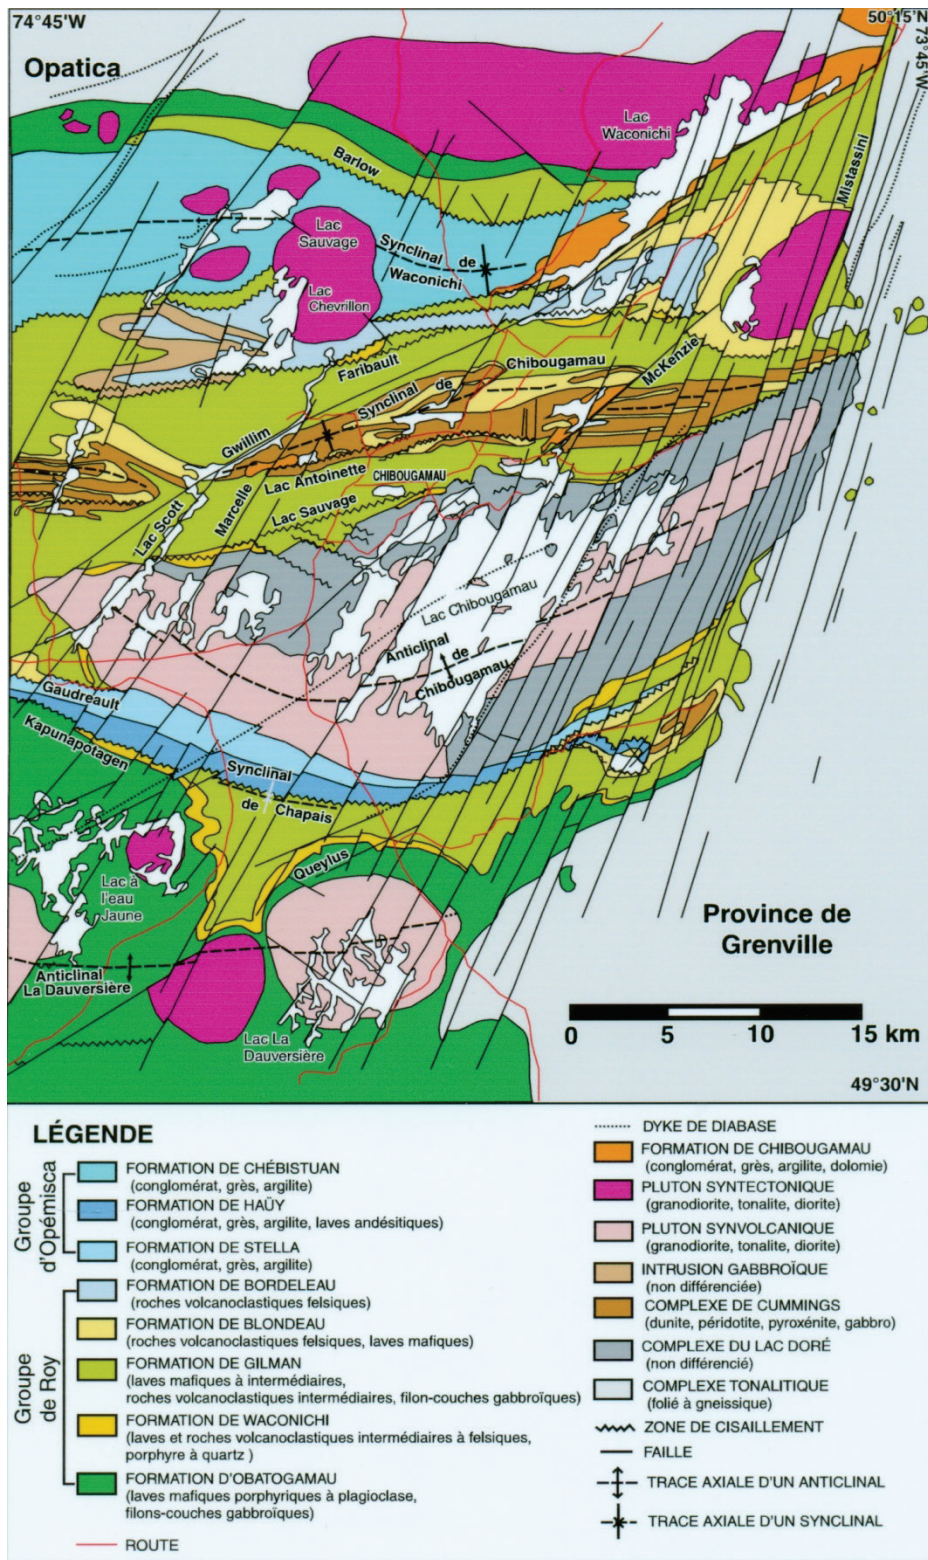 74°45'W
50°15'N
73°45'W
Opatica
Lac
Waconichi
Barlow
Mistassini
Lac
Sauvage
Synclinal de
Waconichi
Lac
Chevrillon
Faribault
Chibougamau
McKenzie
Synclinal de
Gwillim
Lac Antoinette
CHIBOUGAMAU
Lac Scott
Marcelle
Lac Sauvage
Lac Chibougamau
Anticlinal
de
Chibougamau
Gaudreault
Kapunapotagen
Synclinal
de Chapais
Queylus
Lac à
l'eau
Jaune
Province de
Grenville
Anticlinal
La Dauversière
Lac La
Dauversière
0 5 10 15 km
49°30'N
LÉGENDE
Groupe
d'Opémisca
FORMATION DE CHÉBISTUAN
(conglomérat, grès, argilite)
FORMATION DE HAÜY
(conglomérat, grès, argilite, laves andésitiques)
FORMATION DE STELLA
(conglomérat, grès, argilite)
Groupe
de Roy
FORMATION DE BORDELEAU
(roches volcanoclastiques felsiques)
FORMATION DE BLONDEAU
(roches volcanoclastiques felsiques, laves mafiques)
FORMATION DE GILMAN
(laves mafiques à intermédiaires,
roches volcanoclastiques intermédiaires, filon-couches gabbroïques)
FORMATION DE WACONICHI
(laves et roches volcanoclastiques intermédiaires à felsiques,
porphyre à quartz )
FORMATION D'OBATOGAMAU
(laves mafiques porphyriques à plagioclase,
filons-couches gabbroïques)
ROUTE
DYKE DE DIABASE
FORMATION DE CHIBOUGAMAU
(conglomérat, grès, argilite, dolomie)
PLUTON SYNTECTONIQUE
(granodiorite, tonalite, diorite)
PLUTON SYNVOLCANIQUE
(granodiorite, tonalite, diorite)
INTRUSION GABBROÏQUE
(non différenciée)
COMPLEXE DE CUMMINGS
(dunite, péridotite, pyroxénite, gabbro)
COMPLEXE DU LAC DORÉ
(non différencié)
COMPLEXE TONALITIQUE
(folié à gneissique)
ZONE DE CISAILLEMENT
FAILLE
TRACE AXIALE D'UN ANTICLINAL
TRACE AXIALE D'UN SYNCLINAL